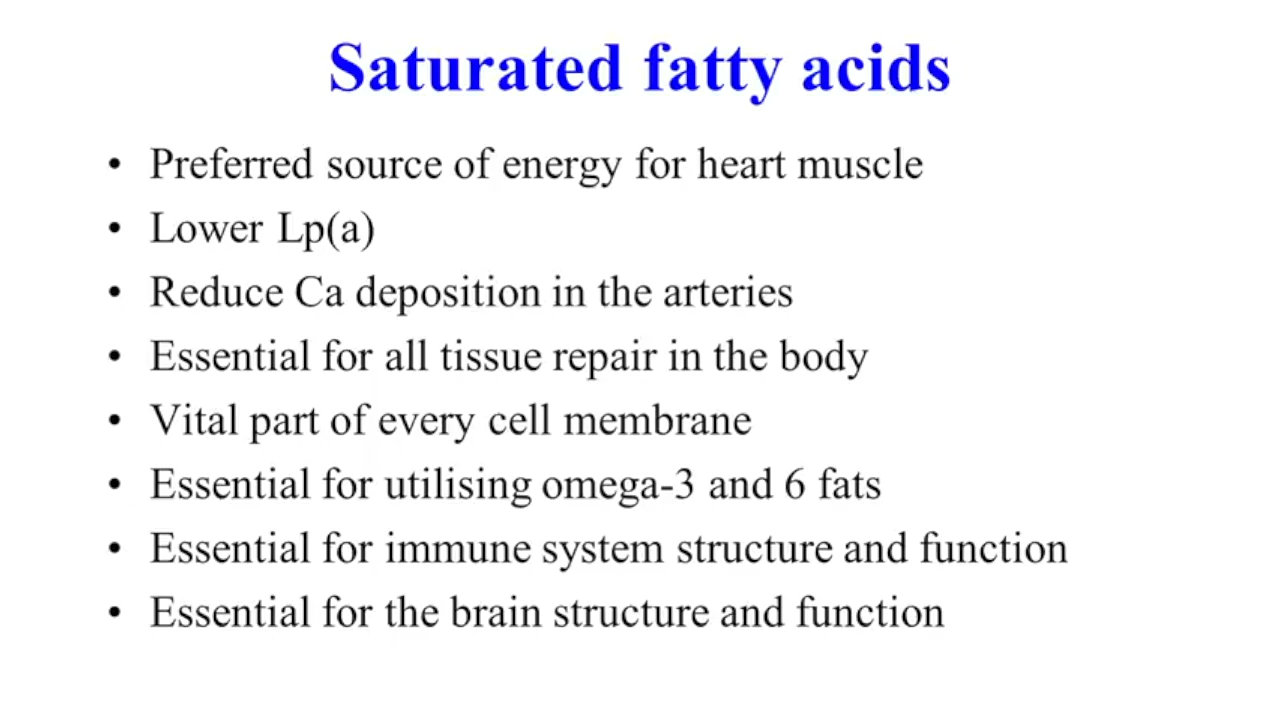 Saturated fatty acids
• Preferred source of energy for heart muscle
• Lower Lp(a)
• Reduce Ca deposition in the arteries
• Essential for all tissue repair in the body
• Vital part of every cell membrane
• Essential for utilising omega-3 and 6 fats
• Essential for immune system structure and function
• Essential for the brain structure and function